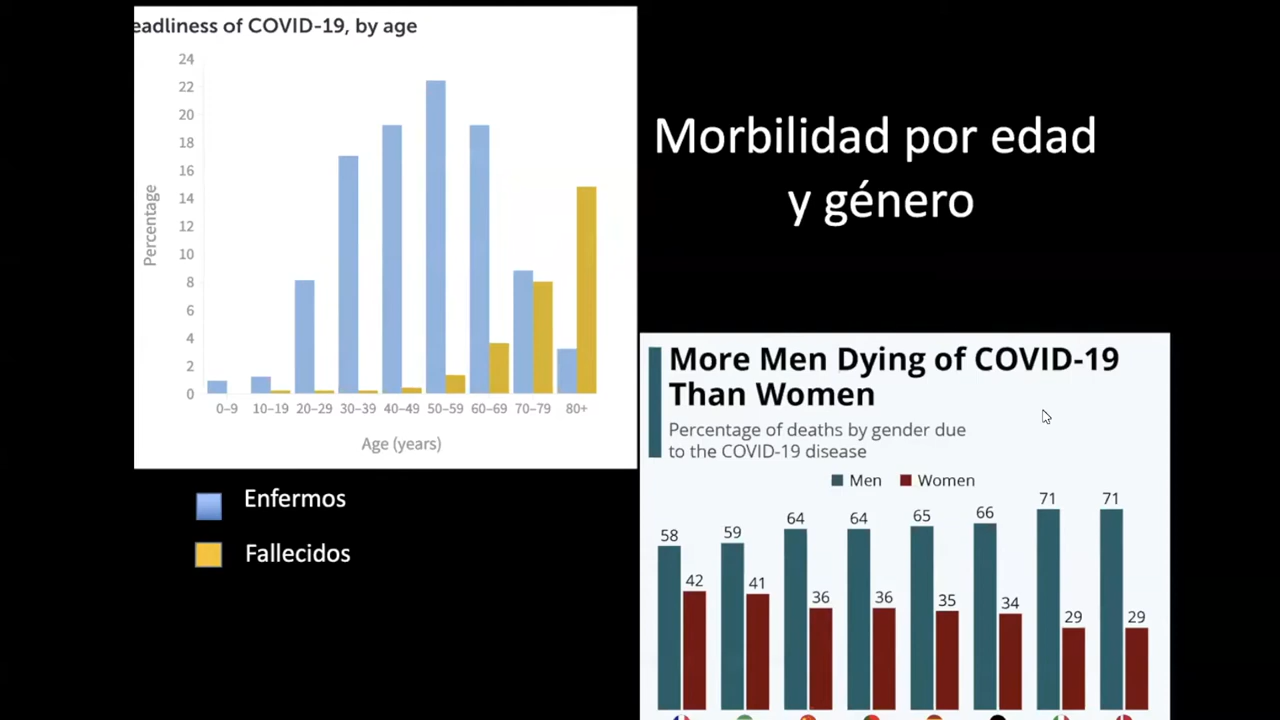 eadliness of COVID-19, by age
24
22
20
18
16
14
12
10
8
6
4
2
0
Percentage
0–9 10–19 20–29 30–39 40–49 50–59 60–69 70–79 80+
Age (years)
Enfermos
Fallecidos
Morbilidad por edad
y género
More Men Dying of COVID-19
Than Women
Percentage of deaths by gender due
to the COVID-19 disease
Men Women
58 42 59 41 64 36 64 36 65 35 66 34 71 29 71 29